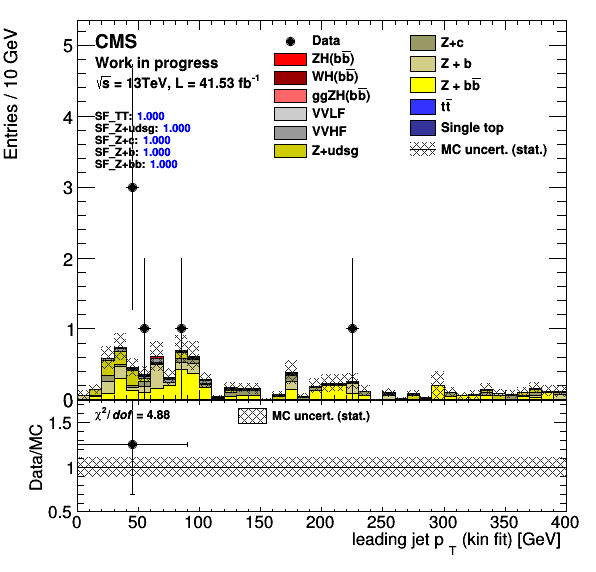 Entries / 10 GeV
5
4
3
2
1
0
CMS
Work in progress
√s = 13TeV, L = 41.53 fb⁻¹
SF_TT: 1.000
SF_Z+udsg: 1.000
SF_Z+c: 1.000
SF_Z+b: 1.000
SF_Z+bb: 1.000
Data
ZH(bb̅)
WH(bb̅)
ggZH(bb̅)
VVLF
VVHF
Z+udsg
Z+c
Z + b
Z + bb̅
tt̅
Single top
MC uncert. (stat.)
Data/MC
1.5
1
0.5
χ²/dof = 4.88
MC uncert. (stat.)
0 50 100 150 200 250 300 350 400
leading jet p_T (kin fit) [GeV]